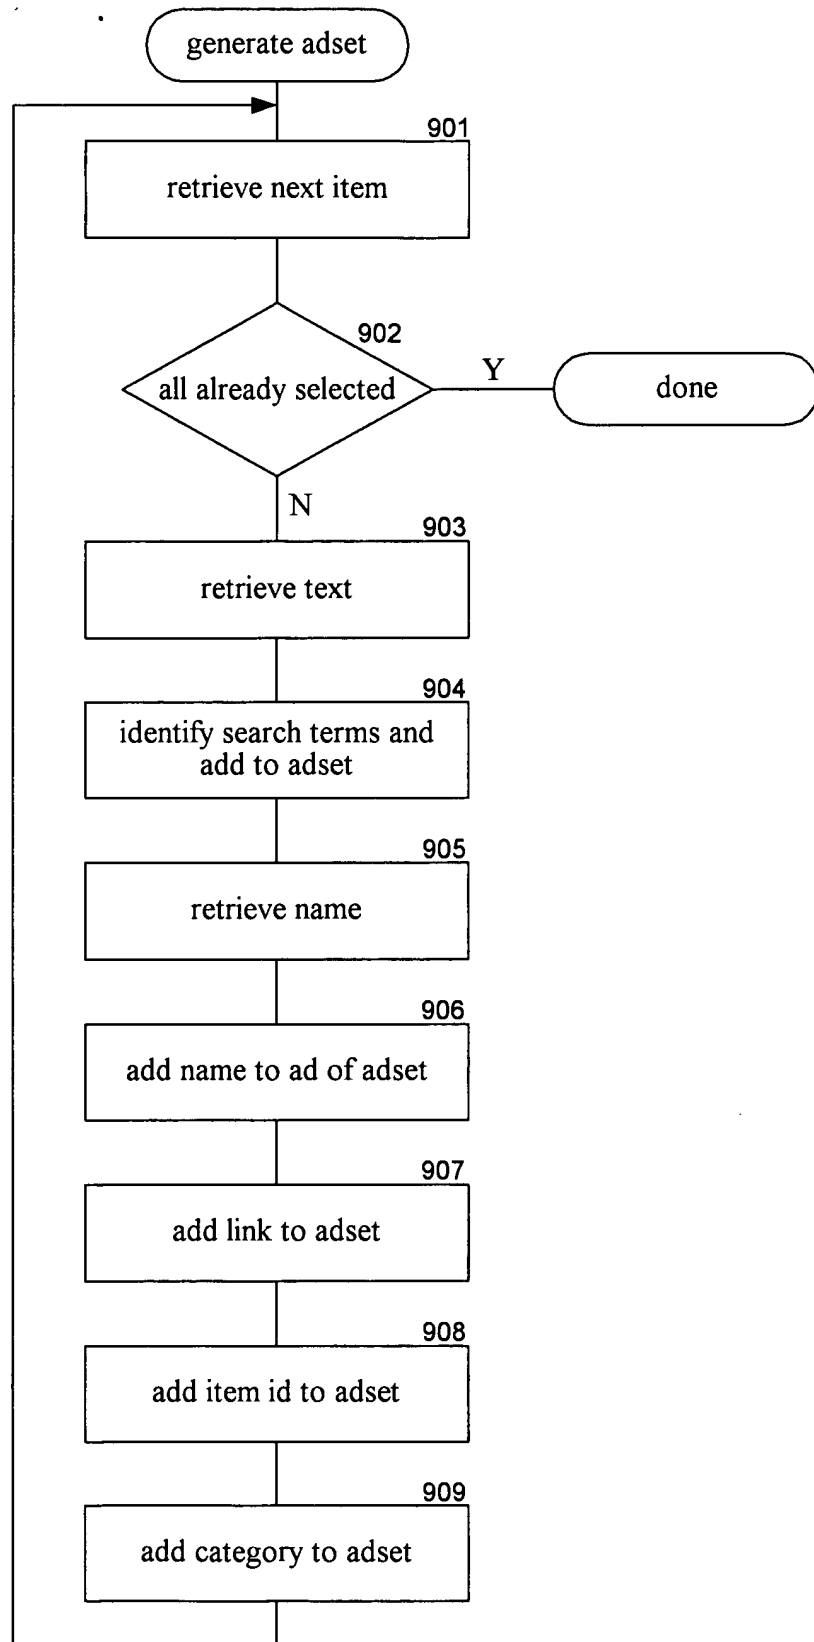 generate adset
901
retrieve next item
902
all already selected
Y
done
N
903
retrieve text
904
identify search terms and
add to adset
905
retrieve name
906
add name to ad of adset
907
add link to adset
908
add item id to adset
909
add category to adset